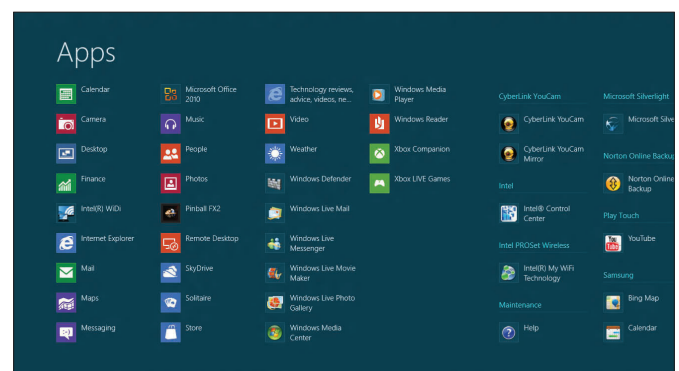 Apps
Calendar
Camera
Desktop
Finance
Intel(R) WiDi
Internet Explorer
Mail
Maps
Messaging
Microsoft Office
2010
Music
People
Photos
Pinball FX2
Remote Desktop
SkyDrive
Solitaire
Store
Technology reviews,
advice, videos, ne...
Video
Weather
Windows Defender
Windows Live Mail
Windows Live
Messenger
Windows Live Movie
Maker
Windows Live Photo
Gallery
Windows Media
Center
Windows Media
Player
Windows Reader
Xbox Companion
Xbox LIVE Games
CyberLink YouCam
CyberLink YouCam
CyberLink YouCam
Mirror
Intel
Intel® Control
Center
Intel PROSet Wireless
Intel(R) My WiFi
Technology
Maintenance
Help
Microsoft Silverlight
Microsoft Silve
Norton Online Backup
Norton Online
Backup
Play Touch
You
Tube
YouTube
Samsung
Bing Map
Calendar